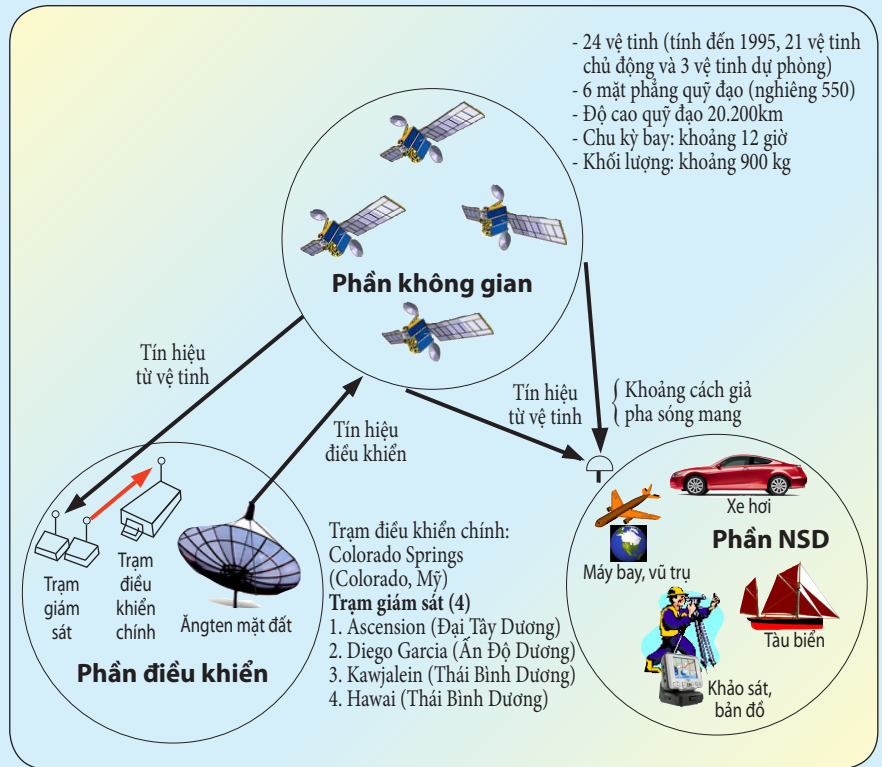 - 24 vệ tinh (tính đến 1995, 21 vệ tinh
chủ động và 3 vệ tinh dự phòng)
- 6 mặt phẳng quỹ đạo (nghiêng 550)
- Độ cao quỹ đạo 20.200km
- Chu kỳ bay: khoảng 12 giờ
- Khối lượng: khoảng 900 kg
Phần không gian
Tín hiệu
từ vệ tinh
Tín hiệu
điều khiển
Tín hiệu
từ vệ tinh
Khoảng cách giả
pha sóng mang
Trạm
giám
sát
Trạm
điều
khiển
chính
Ăngten mặt đất
Phần điều khiển
Trạm điều khiển chính:
Colorado Springs
(Colorado, Mỹ)
Trạm giám sát (4)
1. Ascension (Đại Tây Dương)
2. Diego Garcia (Ấn Độ Dương)
3. Kawjalein (Thái Bình Dương)
4. Hawai (Thái Bình Dương)
Xe hơi
Phần NSD
Máy bay, vũ trụ
Tàu biển
Khảo sát,
bản đồ